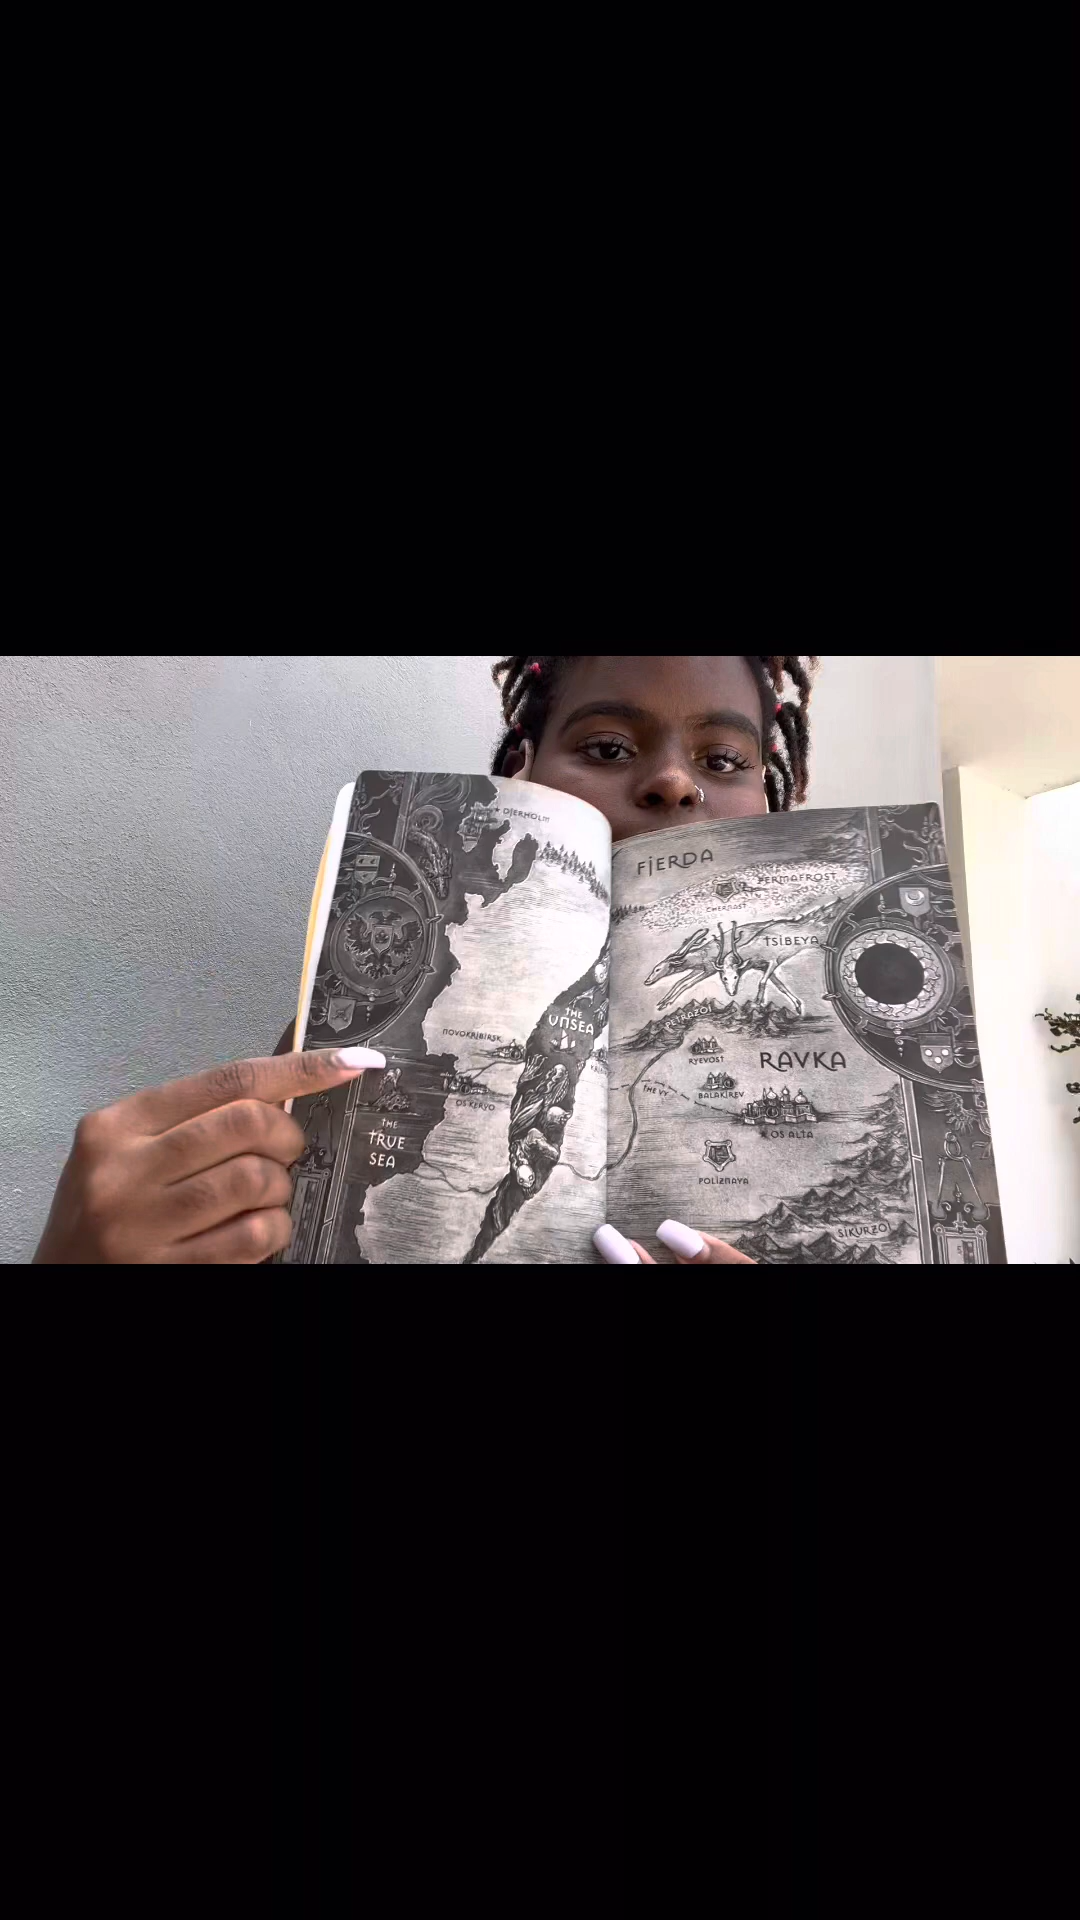 DJERHOLM
NOVOKRIBIRSK
THE
UNSEA
OS KERVO
THE
TRUE
SEA
FJERDA
PERMAFROST
CHERNAST
TSIBEYA
PETRAZOI
RYEVOST
RAVKA
THE VY
BALAKIREV
OS ALTA
POLIZNAYA
SIKURZOI